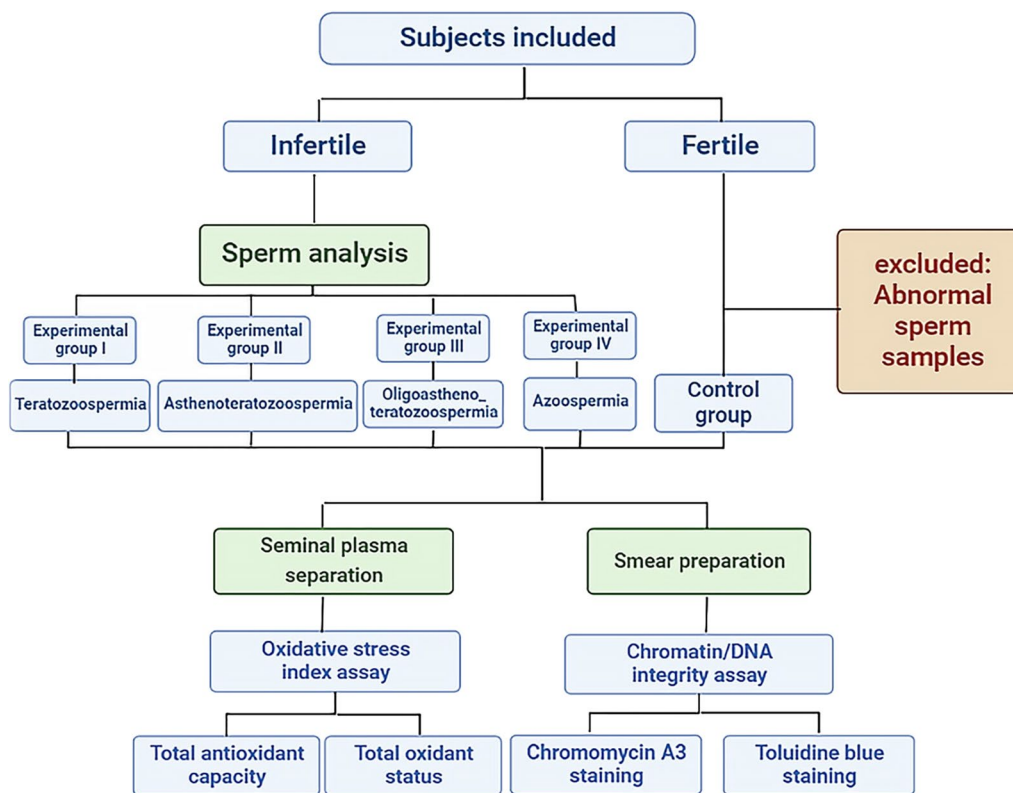 Subjects included
Infertile
Fertile
Sperm analysis
excluded:
Abnormal
sperm
samples
Experimental
group I
Experimental
group II
Experimental
group III
Experimental
group IV
Teratozoospermia
Asthenoteratozoospermia
Oligoastheno_
teratozoospermia
Azoospermia
Control
group
Seminal plasma
separation
Smear preparation
Oxidative stress
index assay
Chromatin/DNA
integrity assay
Total antioxidant
capacity
Total oxidant
status
Chromomycin A3
staining
Toluidine blue
staining